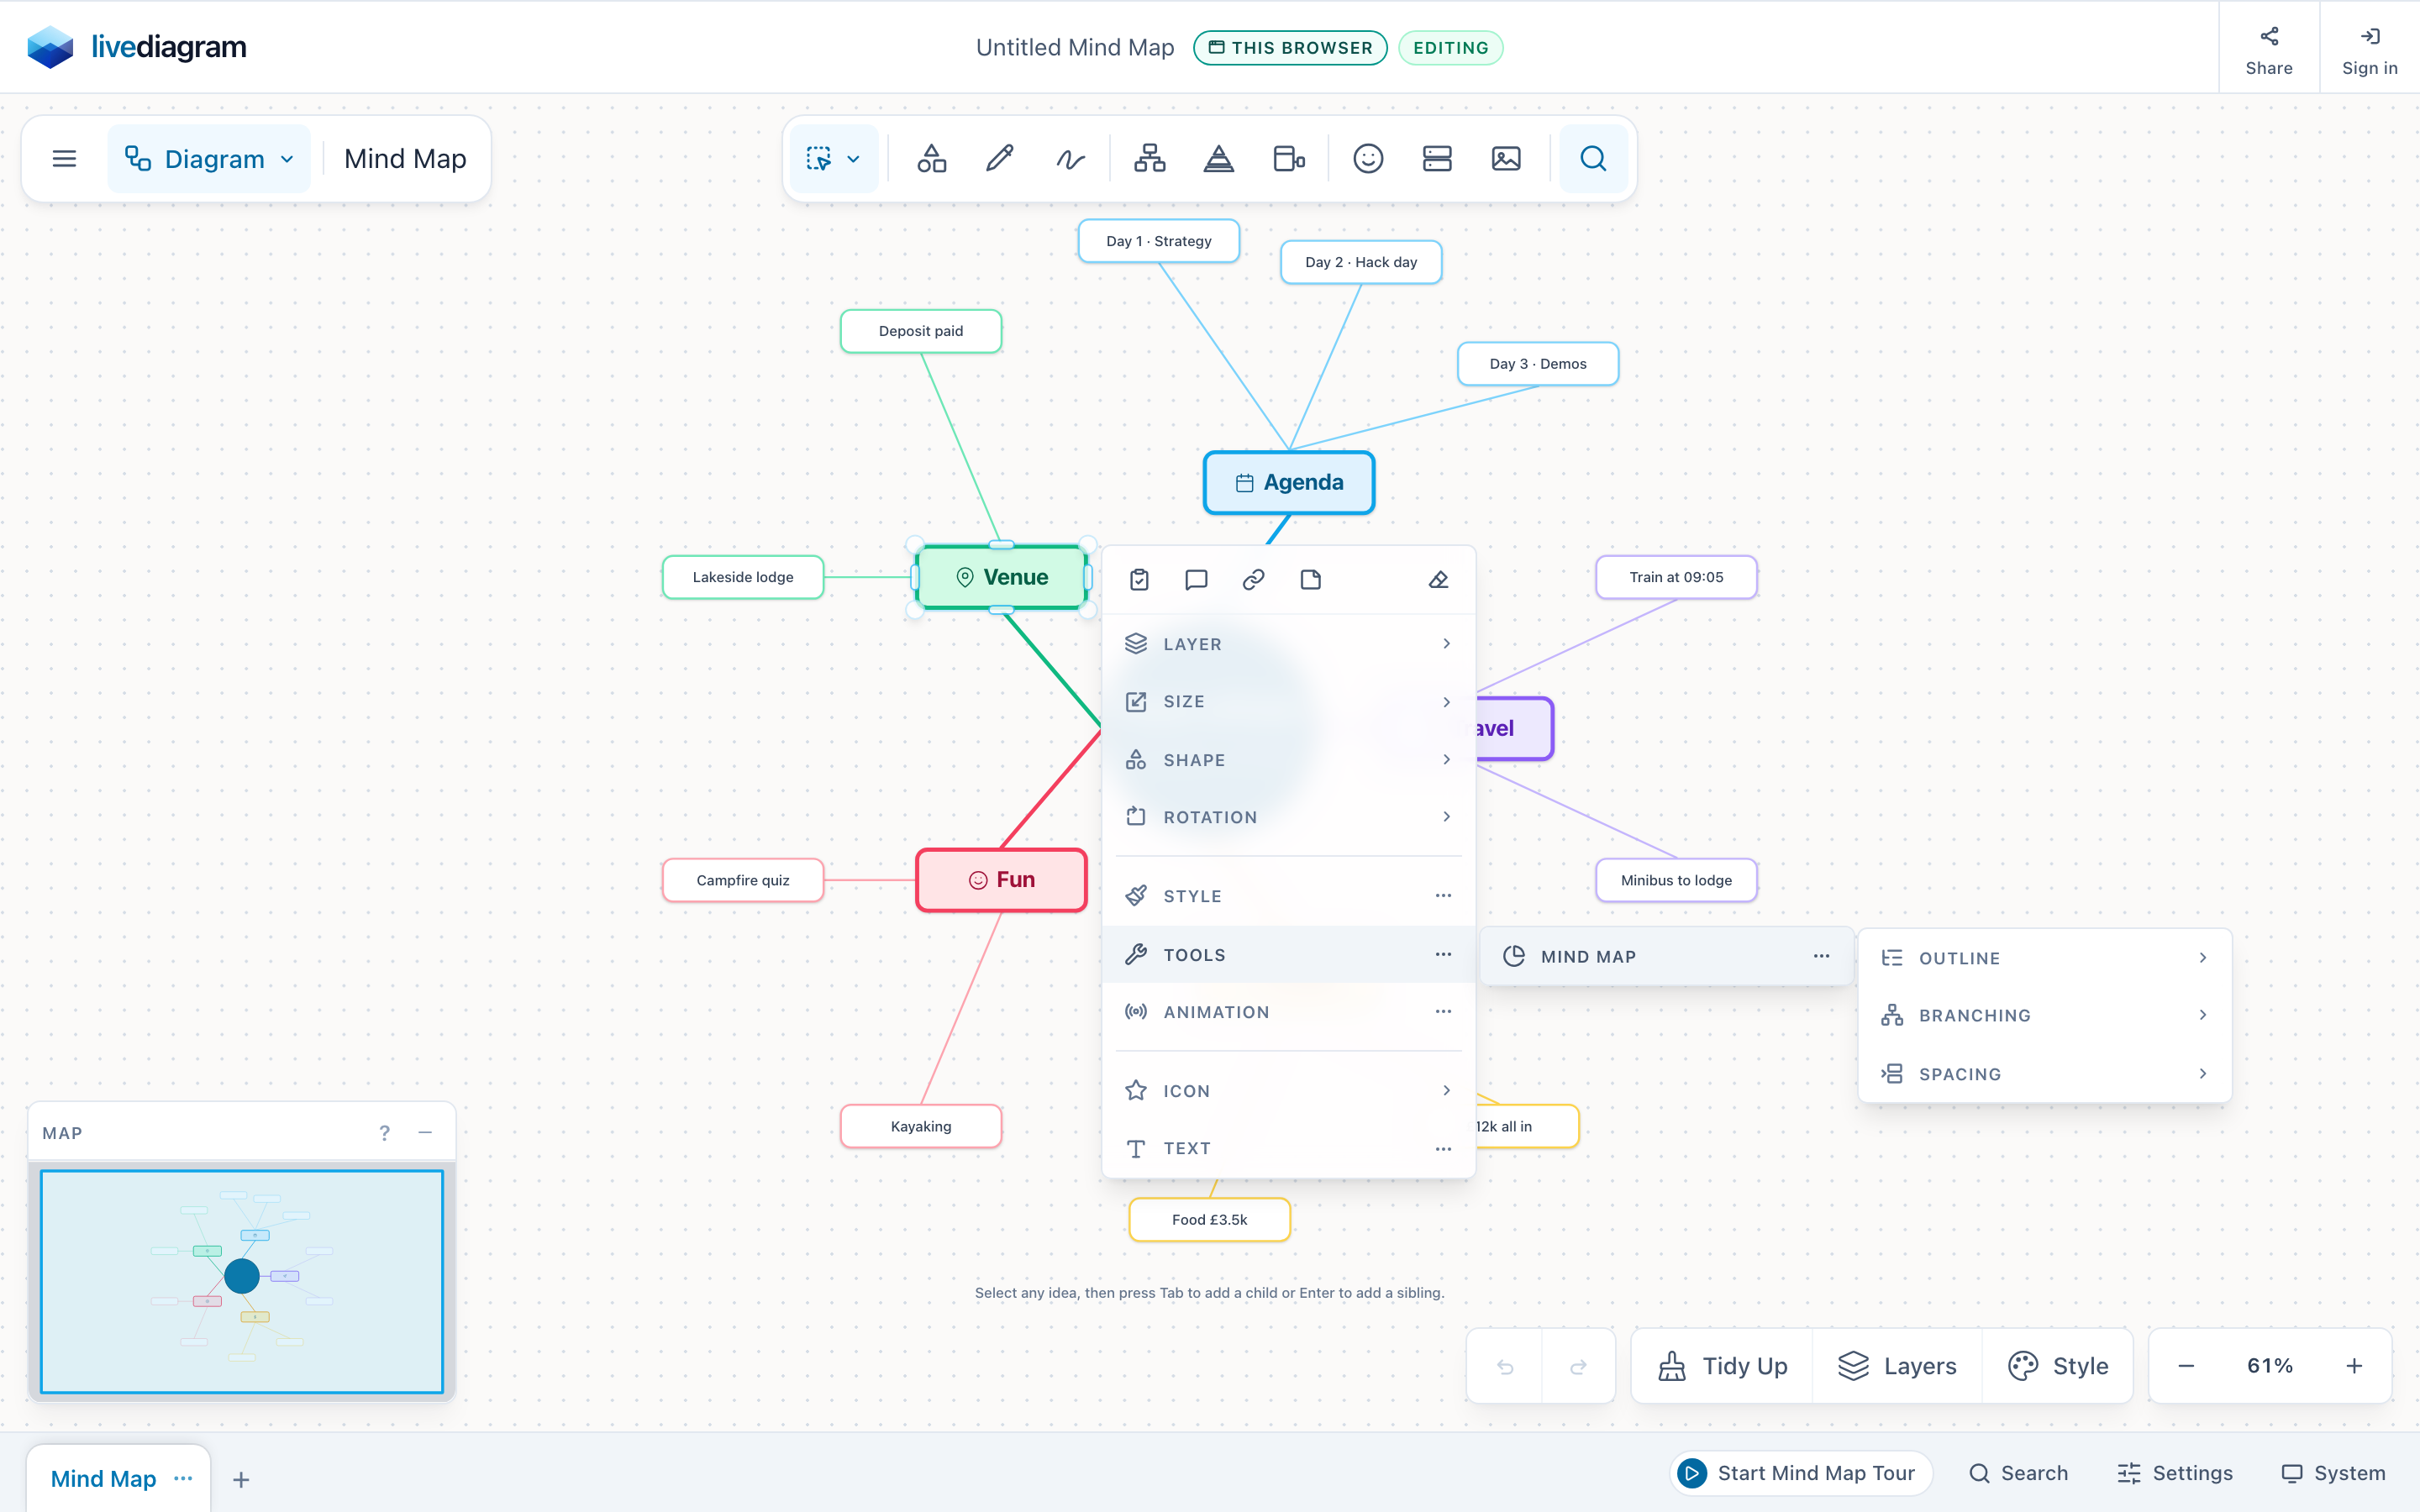 livediagram
Untitled Mind Map
THIS BROWSER
EDITING
Share
Sign in
Diagram
Mind Map
Day 1 · Strategy
Day 2 · Hack day
Deposit paid
Day 3 · Demos
Agenda
Lakeside lodge
Venue
Train at 09:05
LAYER
SIZE
avel
SHAPE
ROTATION
Campfire quiz
Fun
Minibus to lodge
STYLE
TOOLS
MIND MAP
OUTLINE
ANIMATION
BRANCHING
SPACING
ICON
Kayaking
12k all in
TEXT
MAP
?
Food £3.5k
Select any idea, then press Tab to add a child or Enter to add a sibling.
Tidy Up
Layers
Style
61%
Mind Map
Start Mind Map Tour
Search
Settings
System